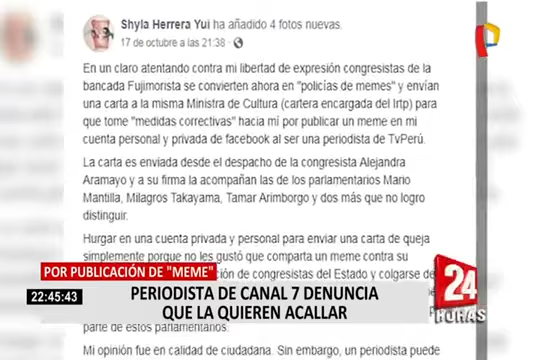 Shyla Herrera Yui ha añadido 4 fotos nuevas.
17 de octubre a las 21:38
En un claro atentando contra mi libertad de expresión congresistas de la
bancada Fujimorista se convierten ahora en "policías de memes" y envían
una carta a la misma Ministra de Cultura (cartera encargada del Irtp) para
que tome "medidas correctivas" hacia mí por publicar un meme en mi
cuenta personal y privada de facebook al ser una periodista de TvPerú.
La carta es enviada desde el despacho de la congresista Alejandra
Aramayo y a su firma la acompañan las de los parlamentarios Mario
Mantilla, Milagros Takayama, Tamar Arimborgo y dos más que no logro
distinguir.
Hurgar en una cuenta privada y personal para enviar una carta de queja
simplemente porque no les gustó que comparta un meme contra su
ción de congresistas del Estado y colgarse de
POR PUBLICACIÓN DE "MEME"
22:45:43
PERIODISTA DE CANAL 7 DENUNCIA
QUE LA QUIEREN ACALLAR
24
HORAS
parte de estos parlamentarios.
Mi opinión fue en calidad de ciudadana. Sin embargo, un periodista puede